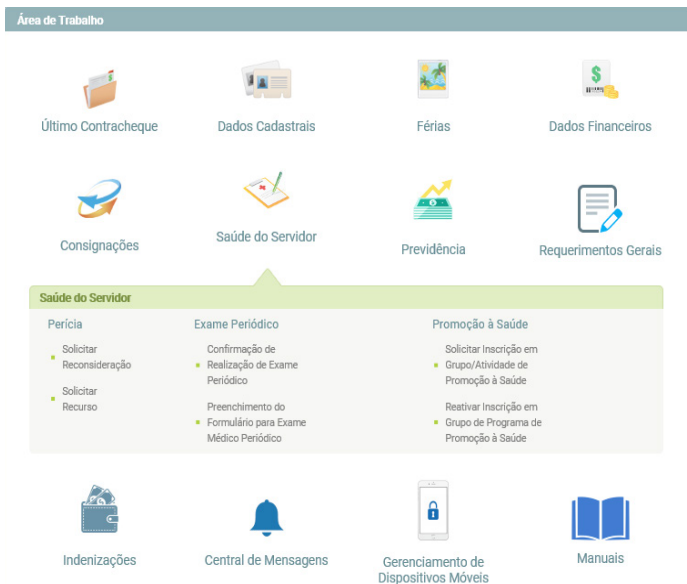 Área de Trabalho
Último Contracheque
Dados Cadastrais
Férias
Dados Financeiros
Consignações
Saúde do Servidor
Previdência
Requerimentos Gerais
Saúde do Servidor
Perícia
Solicitar
Reconsideração
Solicitar
Recurso
Exame Periódico
Confirmação de
Realização de Exame
Periódico
Preenchimento do
Formulário para Exame
Médico Periódico
Promoção à Saúde
Solicitar Inscrição em
Grupo/Atividade de
Promoção à Saúde
Reativar Inscrição em
Grupo de Programa de
Promoção à Saúde
Indenizações
Central de Mensagens
Gerenciamento de
Dispositivos Móveis
Manuais